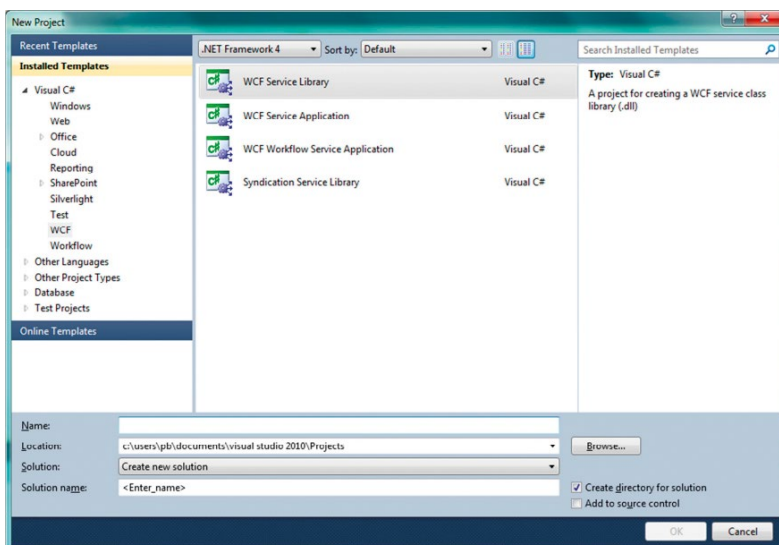 New Project
Recent Templates
Installed Templates
Visual C#
Windows
Web
Office
Cloud
Reporting
SharePoint
Silverlight
Test
WCF
Workflow
Other Languages
Other Project Types
Database
Test Projects
Online Templates
.NET Framework 4 Sort by: Default
WCF Service Library Visual C#
WCF Service Application Visual C#
WCF Workflow Service Application Visual C#
Syndication Service Library Visual C#
Search Installed Templates
Type: Visual C#
A project for creating a WCF service class
library (.dll)
Name:
Location: c:\users\pb\documents\visual studio 2010\Projects Browse...
Solution: Create new solution
Solution name: <Enter_name>
Create directory for solution
Add to source control
OK Cancel